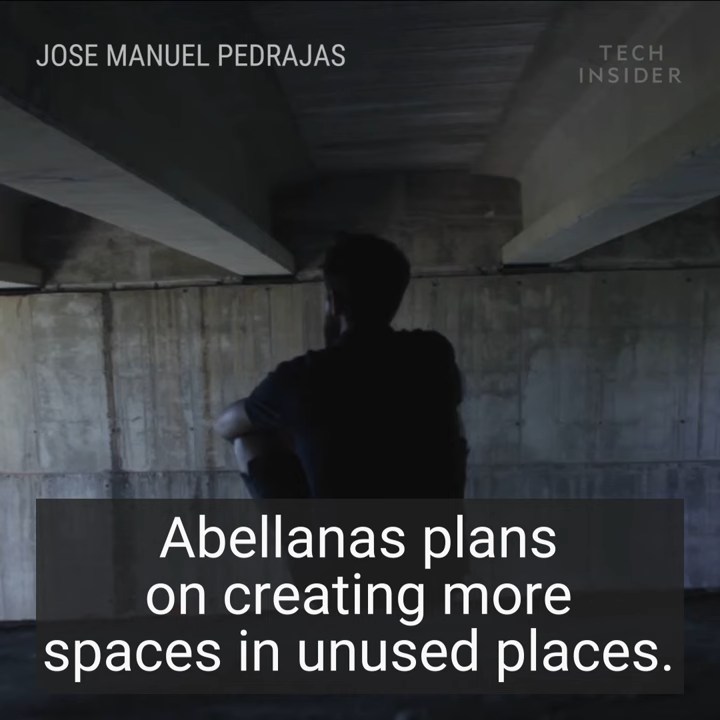 JOSE MANUEL PEDRAJAS
TECH
INSIDER
Abellanas plans
on creating more
spaces in unused places.